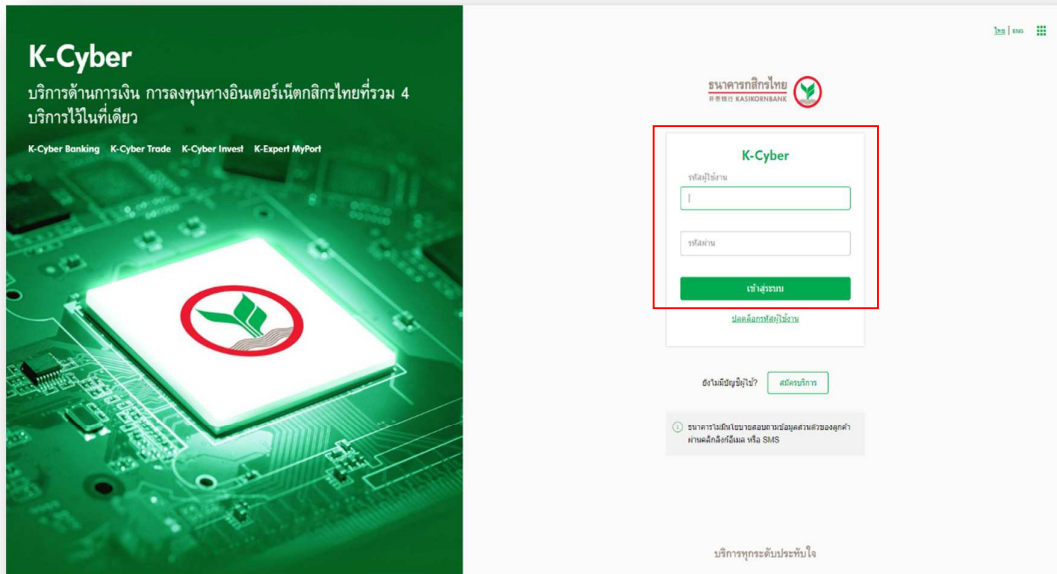 K-Cyber
บริการด้านการเงิน การลงทุนทางอินเตอร์เน็ตกสิกรไทยที่รวม 4
บริการไว้ในที่เดียว
K-Cyber Banking K-Cyber Trade K-Cyber Invest K-Expert MyPort
ไทย | ENG
ธนาคารกสิกรไทย
开泰银行 KASIKORNBANK
K-Cyber
รหัสผู้ใช้งาน
รหัสผ่าน
เข้าสู่ระบบ
ปลดล็อกรหัสผู้ใช้งาน
ยังไม่มีบัญชีผู้ใช้? สมัครบริการ
ธนาคารไม่มีนโยบายสอบถามข้อมูลส่วนตัวของลูกค้า
ผ่านคลิกลิงก์อีเมล หรือ SMS
บริการทุกระดับประทับใจ